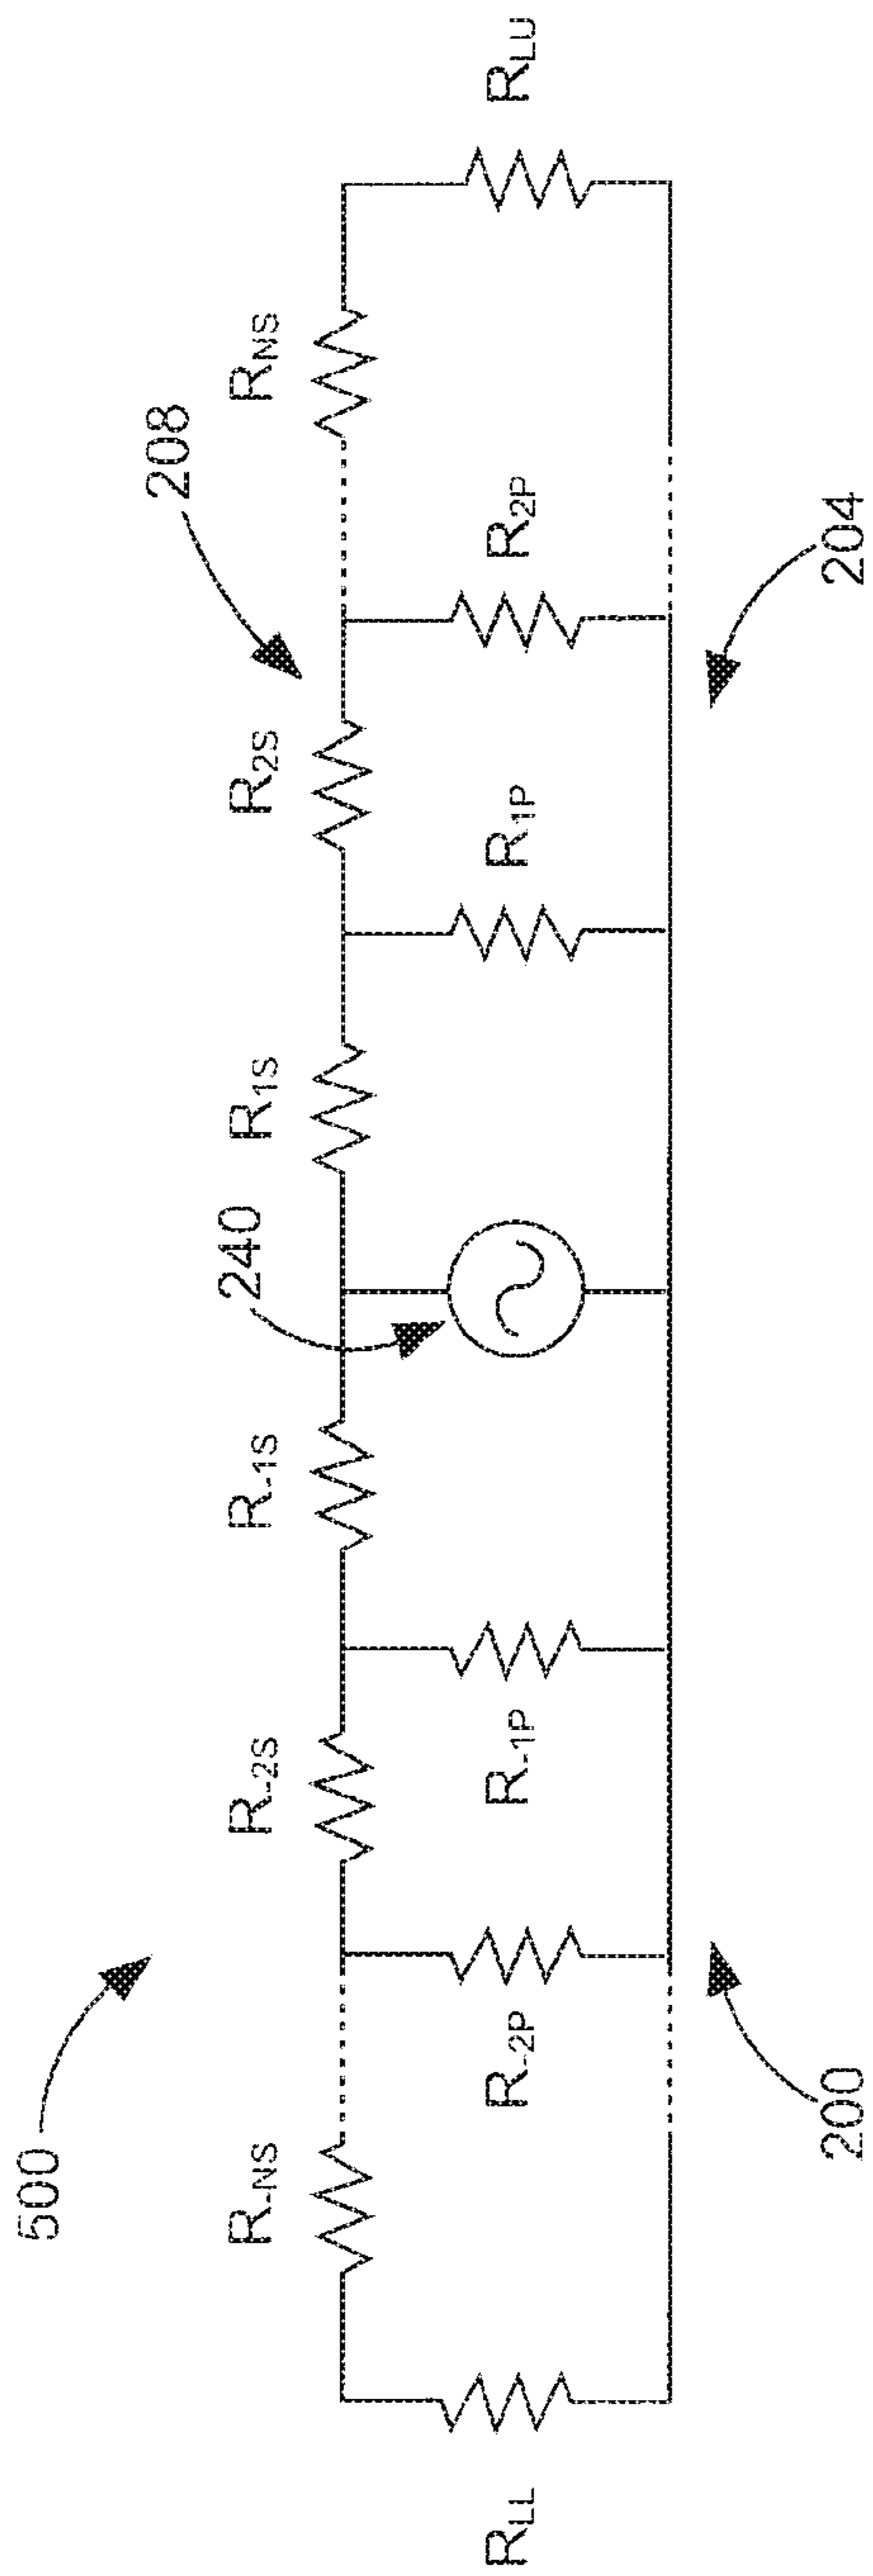 500
208
240
R-NS
R-2S
R-1S
R1S
R2S
RNS
RLL
R-2P
R-1P
R1P
R2P
RLU
200
204